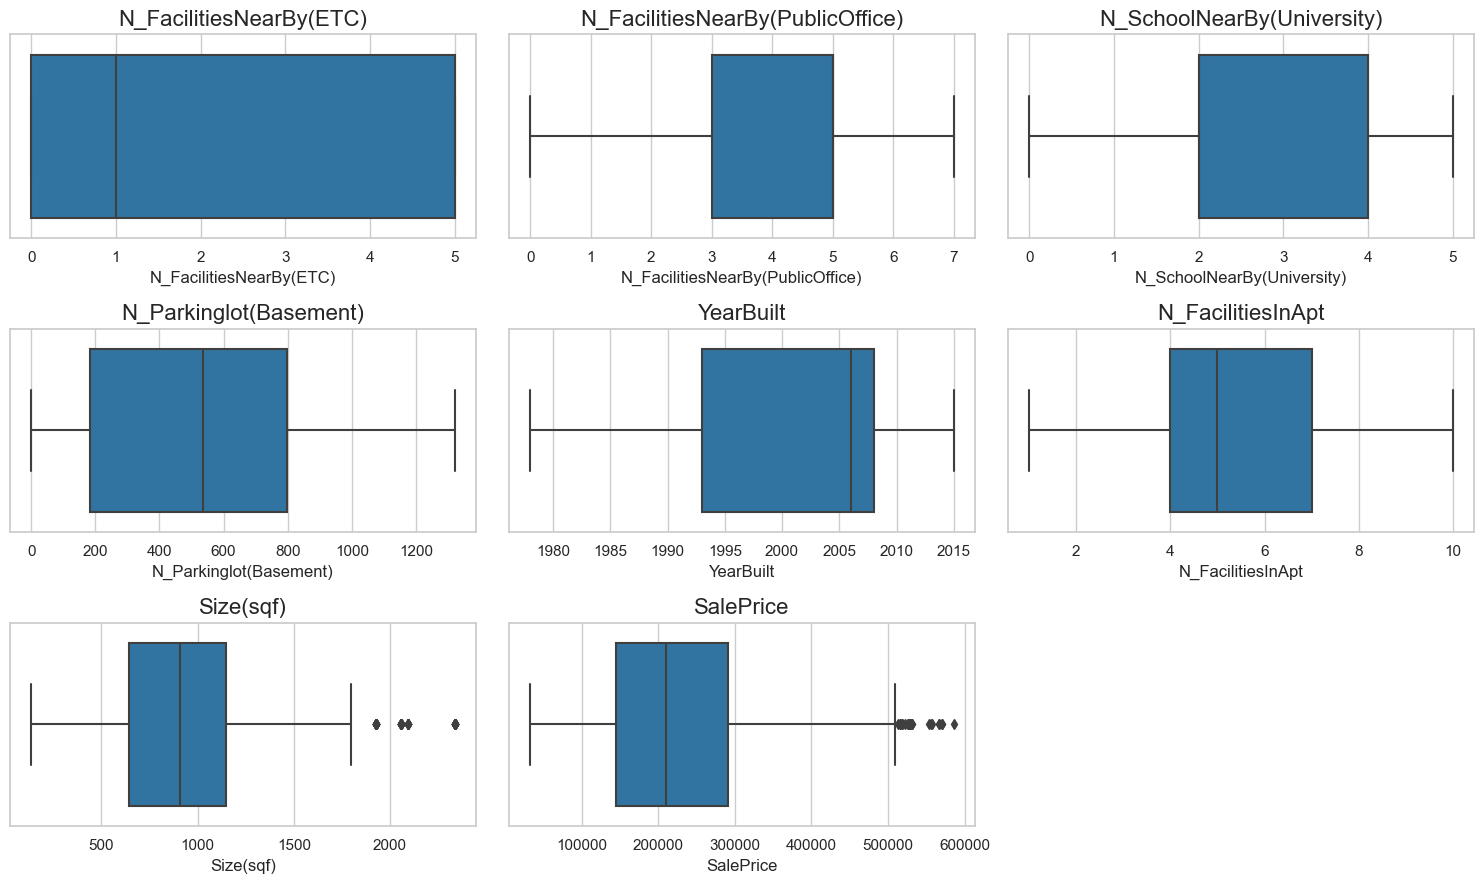 N_FacilitiesNearBy(ETC)
0 1 2 3 4 5
N_FacilitiesNearBy(ETC)
N_FacilitiesNearBy(PublicOffice)
0 1 2 3 4 5 6 7
N_FacilitiesNearBy(PublicOffice)
N_SchoolNearBy(University)
0 1 2 3 4 5
N_SchoolNearBy(University)
N_Parkinglot(Basement)
0 200 400 600 800 1000 1200
N_Parkinglot(Basement)
YearBuilt
1980 1985 1990 1995 2000 2005 2010 2015
YearBuilt
N_FacilitiesInApt
2 4 6 8 10
N_FacilitiesInApt
Size(sqf)
500 1000 1500 2000
Size(sqf)
SalePrice
100000 200000 300000 400000 500000 600000
SalePrice